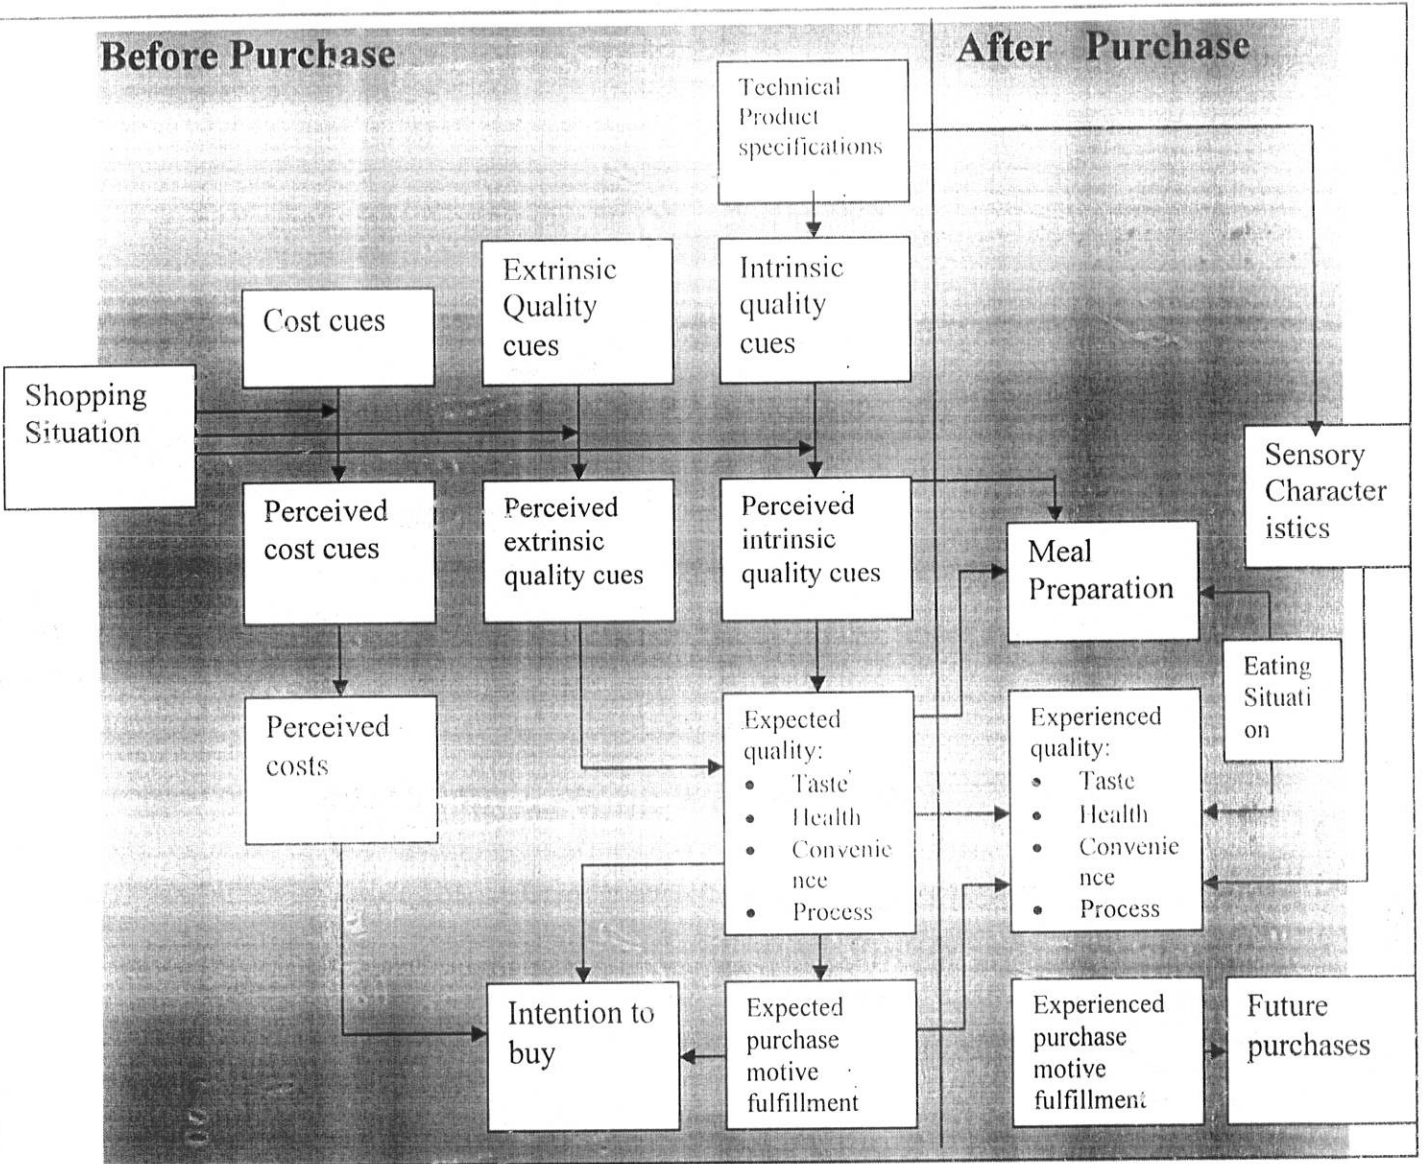 Before Purchase
After Purchase
Technical
Product
specifications
Extrinsic
Quality
cues
Intrinsic
quality
cues
Cost cues
Shopping
Situation
Sensory
Character
istics
Perceived
cost cues
Perceived
extrinsic
quality cues
Perceived
intrinsic
quality cues
Meal
Preparation
Eating
Situati
on
Perceived
costs
Expected
quality:
• Taste
• Health
• Convenie
nce
• Process
Experienced
quality:
• Taste
• Health
• Convenie
nce
• Process
Intention to
buy
Expected
purchase
motive
fulfillment
Experienced
purchase
motive
fulfillment
Future
purchases